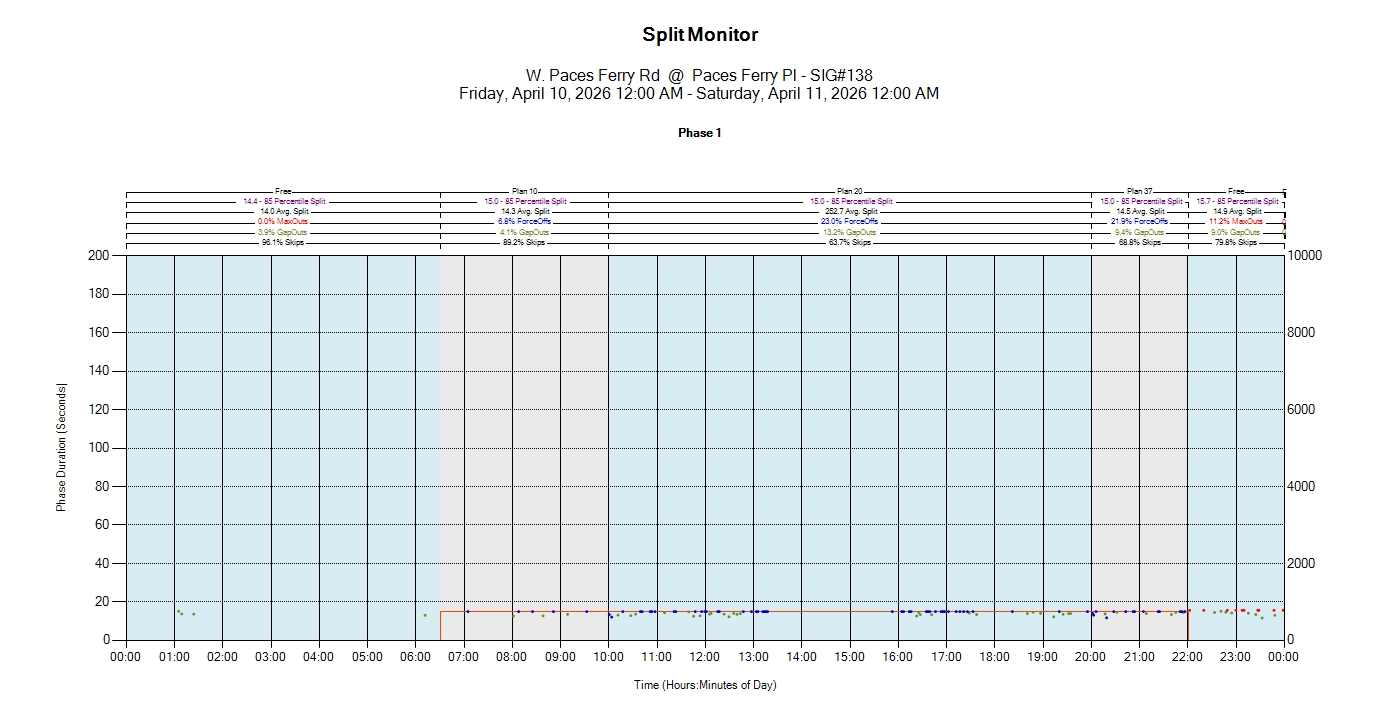 Split Monitor
W. Paces Ferry Rd @ Paces Ferry Pl - SIG#138
Friday, April 10, 2026 12:00 AM - Saturday, April 11, 2026 12:00 AM
Phase 1
Free Plan 10 Plan 20 Plan 37 Free F
14.4 - 85 Percentile Split 15.0 - 85 Percentile Split 15.0 - 85 Percentile Split 15.0 - 85 Percentile Split 15.7 - 85 Percentile Split
14.0 Avg. Split 14.3 Avg. Split 252.7 Avg. Split 14.5 Avg. Split 14.9 Avg. Split
0.0% MaxOuts 6.8% ForceOffs 23.0% ForceOffs 21.9% ForceOffs 11.2% MaxOuts
3.9% GapOuts 4.1% GapOuts 13.2% GapOuts 9.4% GapOuts 9.0% GapOuts
96.1% Skips 89.2% Skips 63.7% Skips 68.8% Skips 79.8% Skips
200 10000
180
160 8000
140
120 6000
100
80 4000
60
40 2000
20
0 0
Phase Duration (Seconds)
00:00 01:00 02:00 03:00 04:00 06:00 07:00 08:00 09:00 10:00 11:00 12:00 13:00 14:00 15:00 16:00 17:00 18:00 19:00 20:00 21:00 22:00 23:00 00:00
Time (Hours:Minutes of Day)